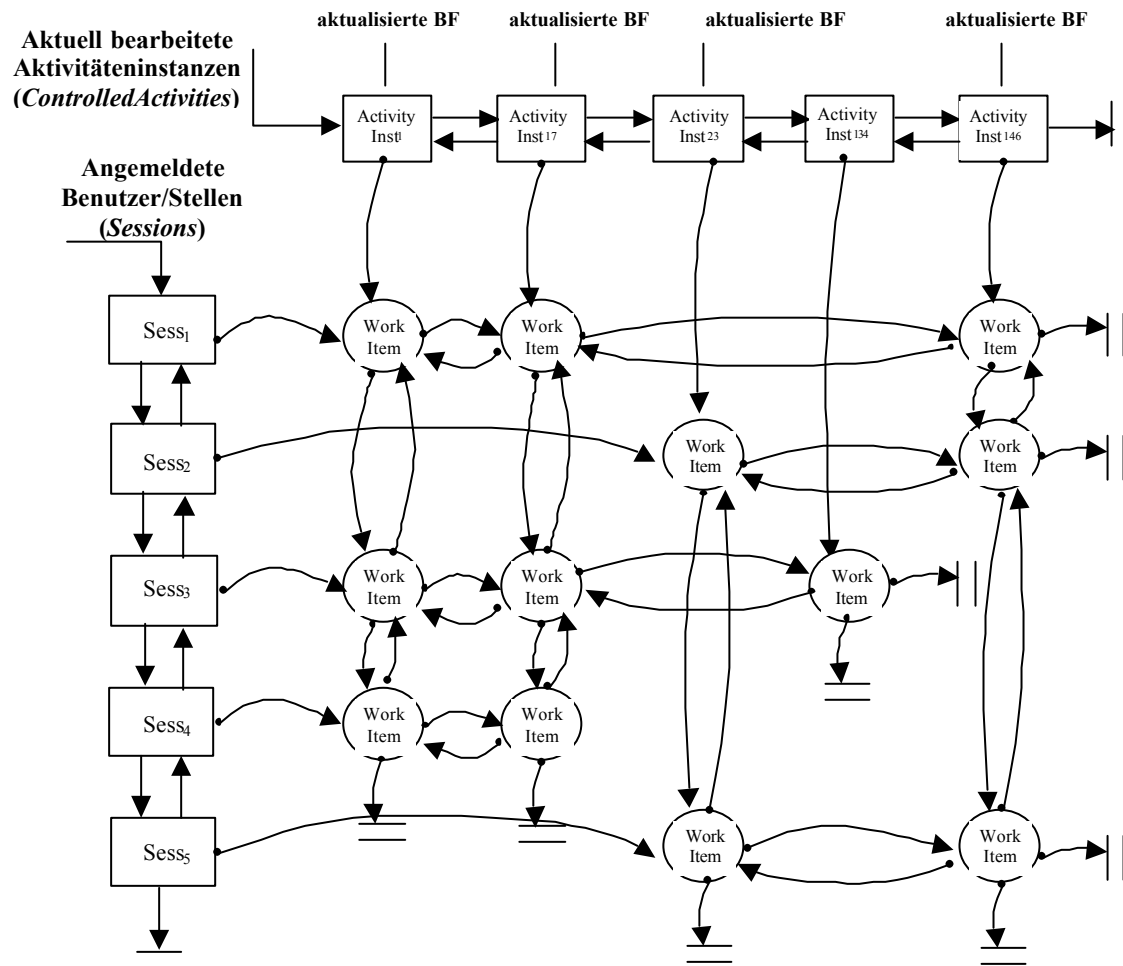 aktualisierte BF aktualisierte BF aktualisierte BF aktualisierte BF
Aktuell bearbeitete
Aktivitäteninstanzen
(ControlledActivities)
Activity
Inst1
Activity
Inst17
Activity
Inst23
Activity
Inst134
Activity
Inst146
Angemeldete
Benutzer/Stellen
(Sessions)
Sess1
Work
Item
Work
Item
Work
Item
Sess2
Work
Item
Work
Item
Sess3
Work
Item
Work
Item
Work
Item
Sess4
Work
Item
Work
Item
Sess5
Work
Item
Work
Item